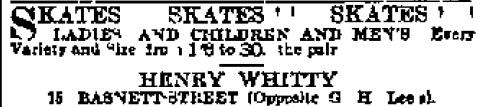 SKATES SKATES ! ! SKATES ! !
LADIES AND CHILDREN AND MEN'S Every
Variety and Size from 1 to 30. the pair
HENRY WHITTY
15 BASNETT-STREET (Opposite G H Lee's).